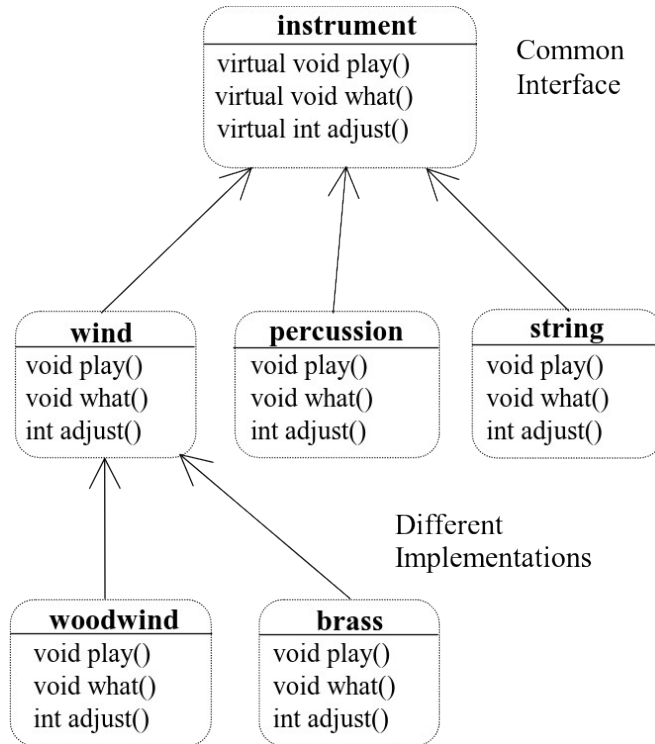 instrument
virtual void play()
virtual void what()
virtual int adjust()
Common
Interface
wind
void play()
void what()
int adjust()
percussion
void play()
void what()
int adjust()
string
void play()
void what()
int adjust()
Different
Implementations
woodwind
void play()
void what()
int adjust()
brass
void play()
void what()
int adjust()